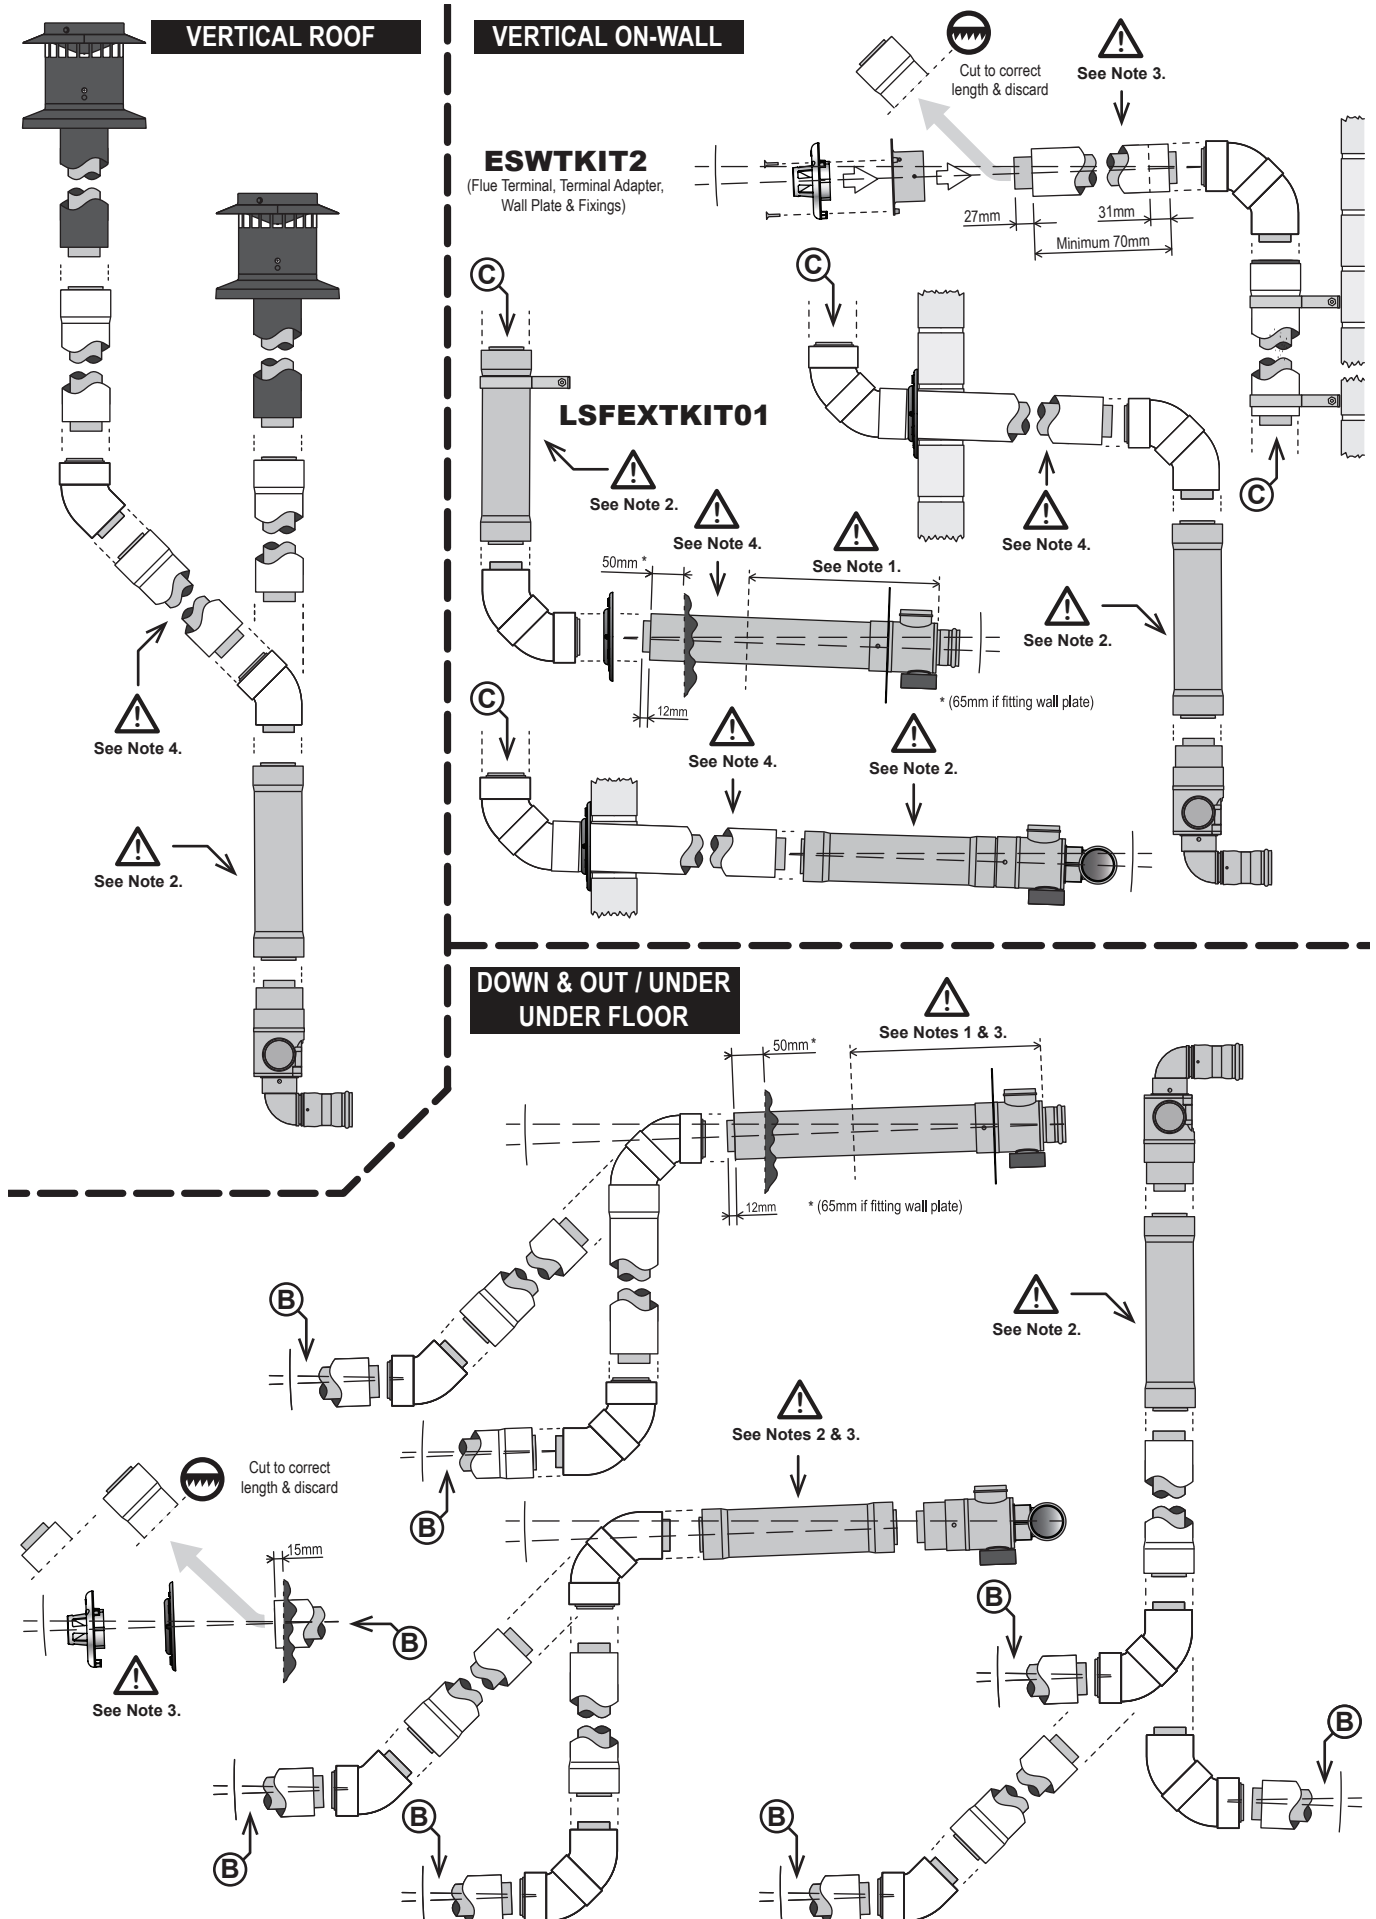 VERTICAL ROOF
See Note 4.
See Note 2.
VERTICAL ON-WALL
Cut to correct
length & discard
See Note 3.
ESWTKIT2
(Flue Terminal, Terminal Adapter,
Wall Plate & Fixings)
27mm
31mm
Minimum 70mm
C
C
LSFEXTKIT01
See Note 2.
See Note 4.
See Note 1.
50mm *
See Note 4.
C
See Note 2.
12mm
* (65mm if fitting wall plate)
C
See Note 4.
See Note 2.
DOWN & OUT / UNDER
UNDER FLOOR
See Notes 1 & 3.
50mm *
12mm
* (65mm if fitting wall plate)
B
See Note 2.
See Notes 2 & 3.
B
Cut to correct
length & discard
15mm
B
See Note 3.
B
B
B
B
B